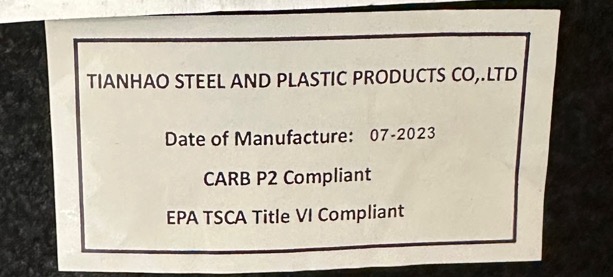 TIANHAO STEEL AND PLASTIC PRODUCTS CO,.LTD
Date of Manufacture: 07-2023
CARB P2 Compliant
EPA TSCA Title VI Compliant